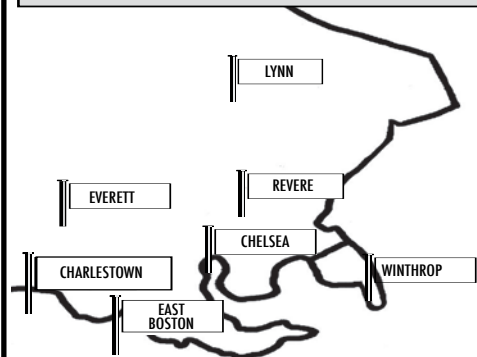 LYNN
REVERE
EVERETT
CHELSEA
CHARLESTOWN
WINTHROP
EAST
BOSTON